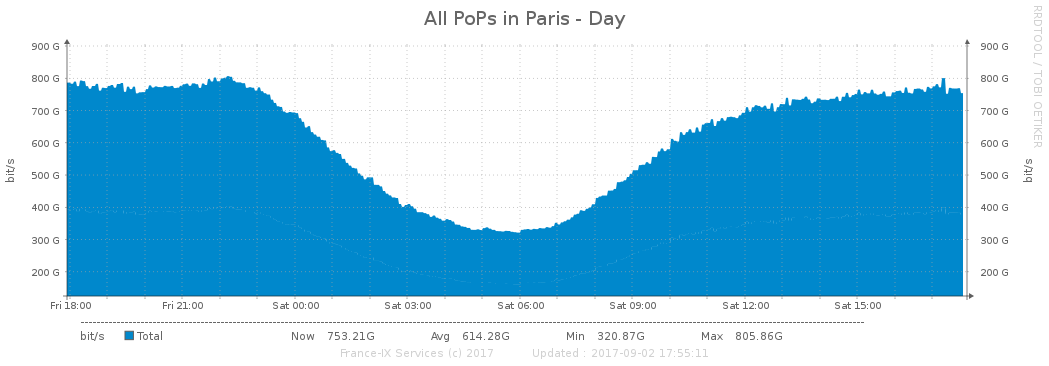 All PoPs in Paris - Day
RRDTOOL / TOBI OETIKER
900 G 900 G
800 G 800 G
700 G 700 G
600 G 600 G
bit/s bit/s
500 G 500 G
400 G 400 G
300 G 300 G
200 G 200 G
Fri 18:00 Fri 21:00 Sat 00:00 Sat 03:00 Sat 06:00 Sat 09:00 Sat 12:00 Sat 15:00
bit/s Total Now 753.21G Avg 614.28G Min 320.87G Max 805.86G
France-IX Services (c) 2017 Updated : 2017-09-02 17:55:11